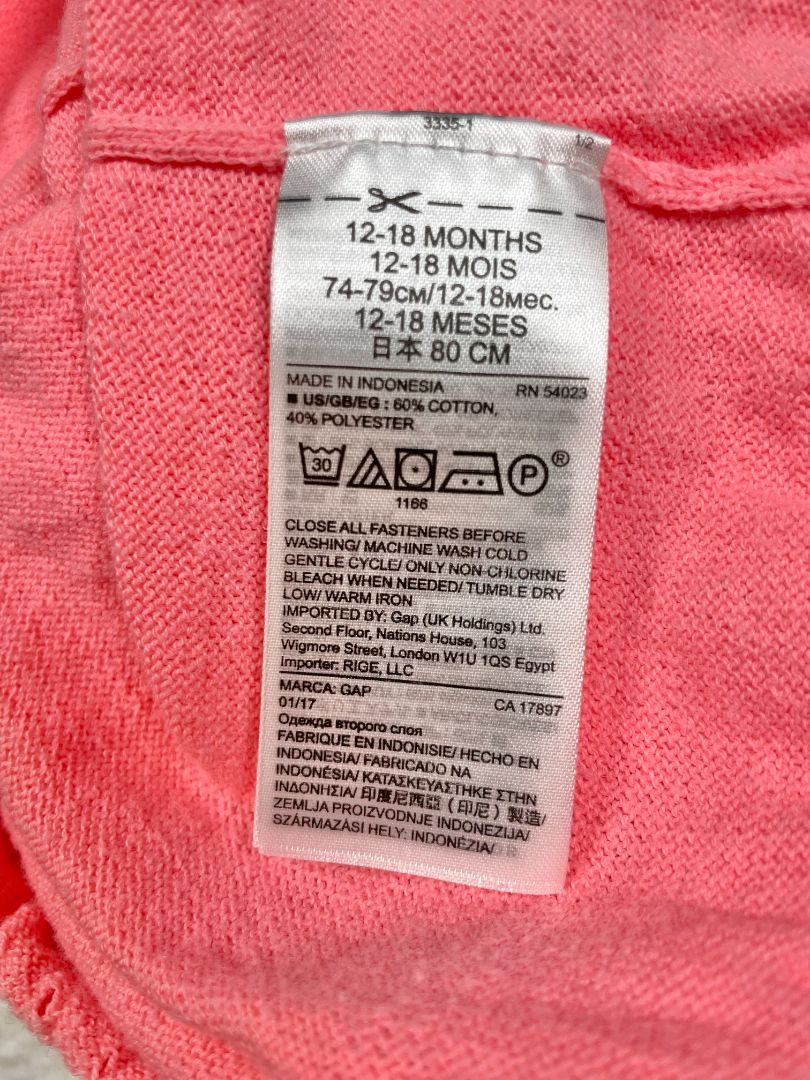 3335-1
1/2
12-18 MONTHS
12-18 MOIS
74-79см/12-18мес.
12-18 MESES
日本 80 CM
MADE IN INDONESIA RN 54023
■ US/GB/EG : 60% COTTON,
40% POLYESTER
30 P ®
1166
CLOSE ALL FASTENERS BEFORE
WASHING/ MACHINE WASH COLD
GENTLE CYCLE/ ONLY NON-CHLORINE
BLEACH WHEN NEEDED/ TUMBLE DRY
LOW/ WARM IRON
IMPORTED BY: Gap (UK Holdings) Ltd.
Second Floor, Nations House, 103
Wigmore Street, London W1U 1QS Egypt
Importer: RIGE, LLC
MARCA: GAP CA 17897
01/17
Одежда второго слоя
FABRIQUE EN INDONISIE/ HECHO EN
INDONESIA/ FABRICADO NA
INDONÉSIA/ ΚΑΤΑΣΚΕΥΑΣΤΗΚΕ ΣΤΗΝ
ΙΝΔΟΝΗΣΙΑ/ 印度尼西亞（印尼）製造/
ZEMLJA PROIZVODNJE INDONEZIJA/
SZÁRMAZÁSI HELY: INDONÉZIA/